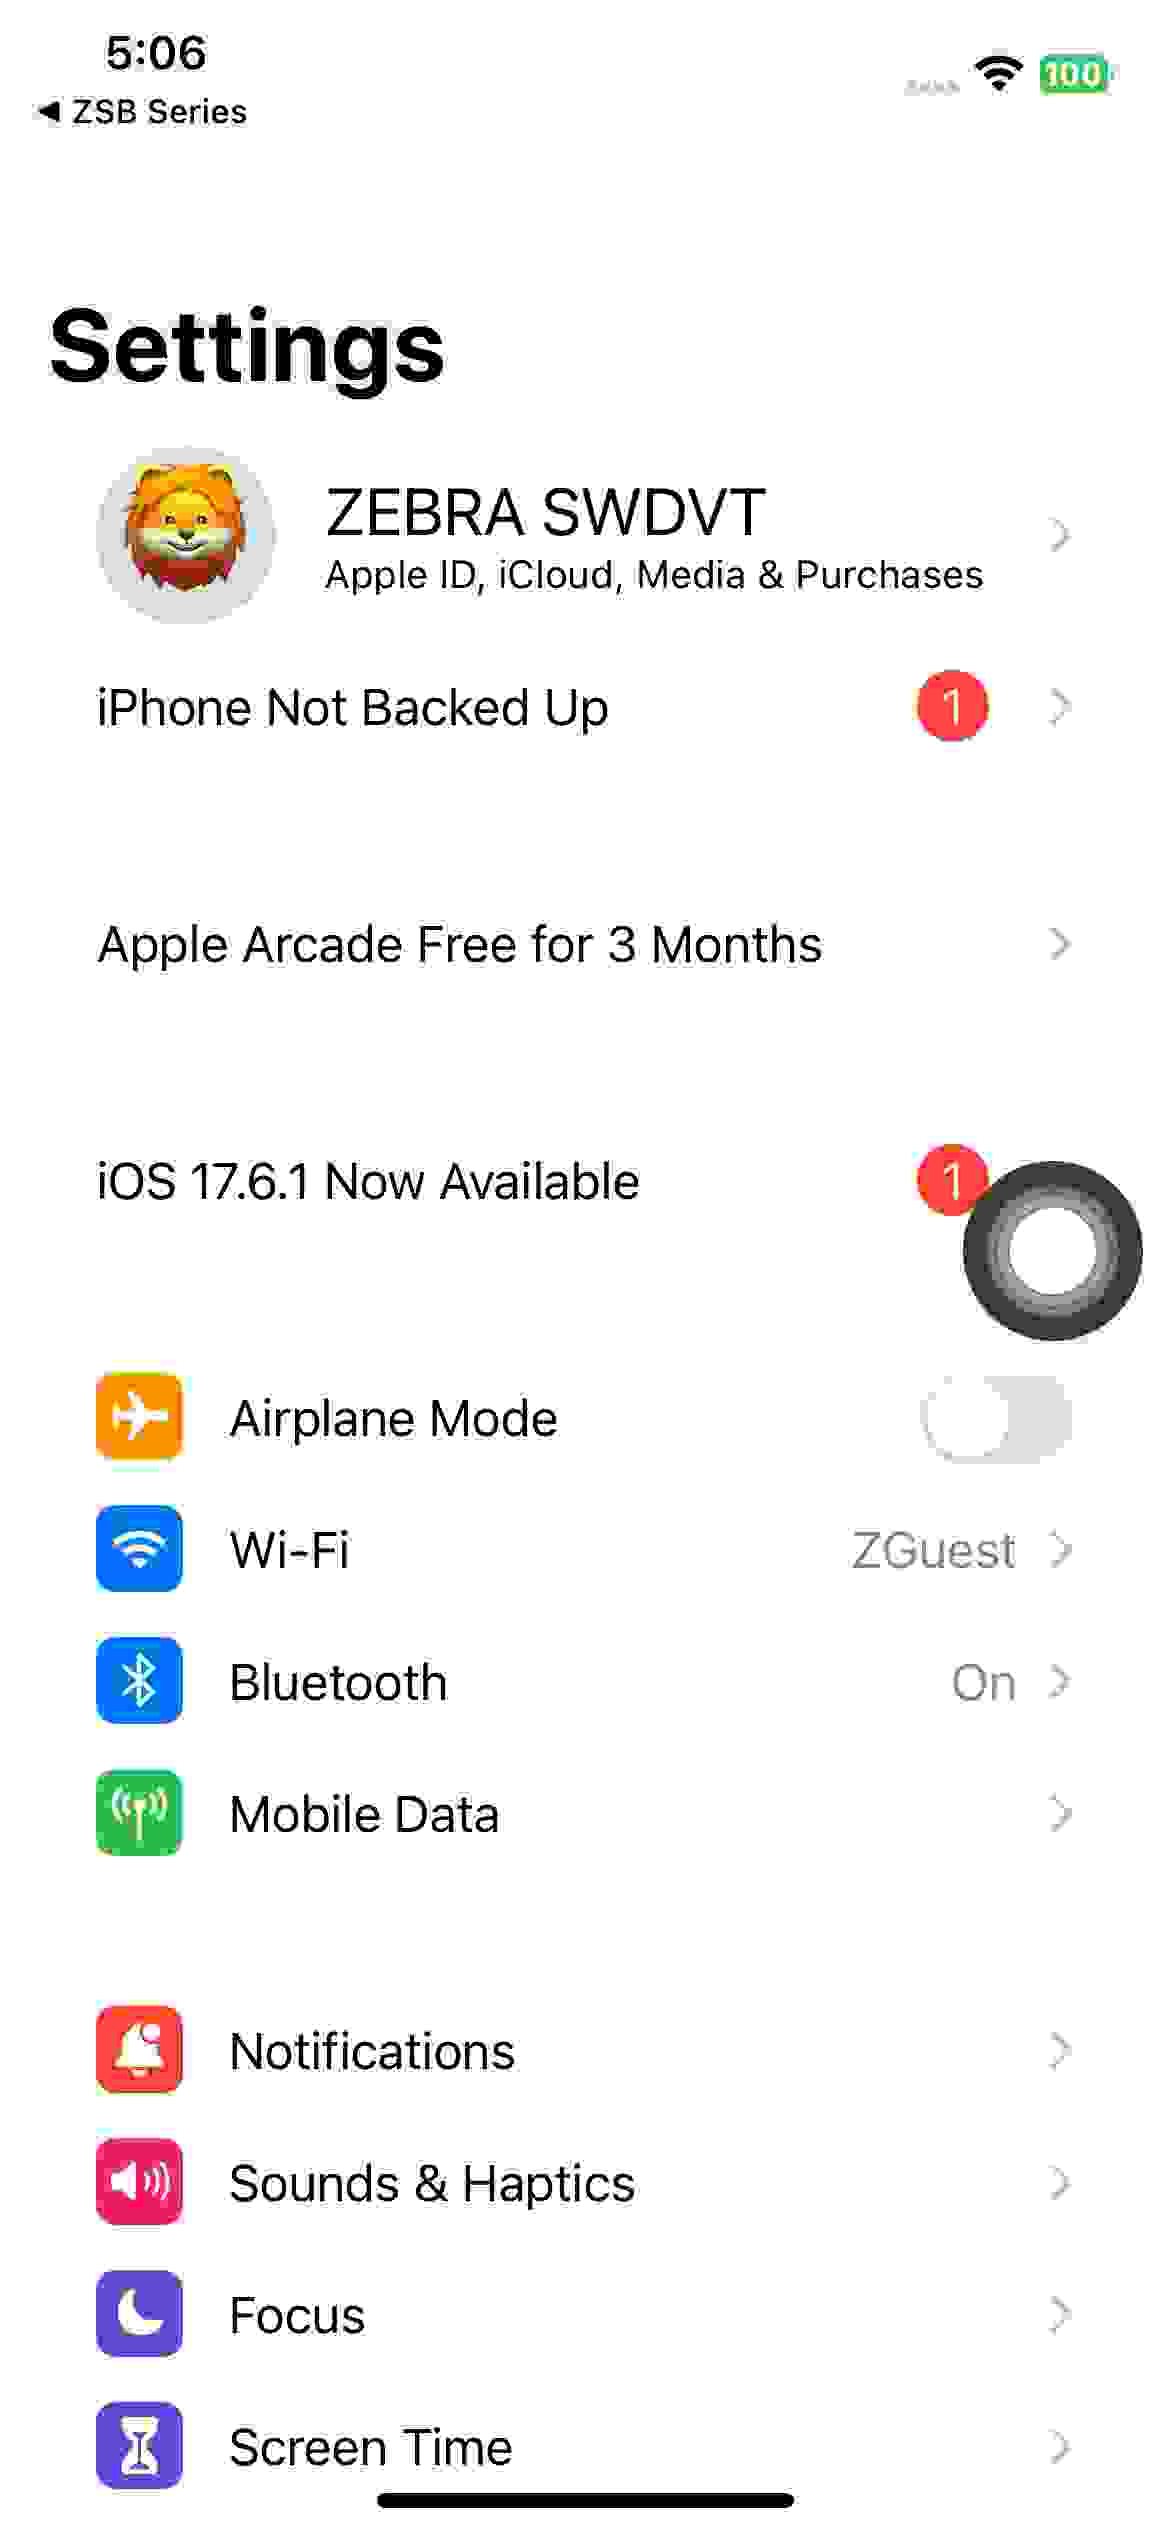 5:06
100
◀ ZSB Series
Settings
ZEBRA SWDVT
Apple ID, iCloud, Media & Purchases
iPhone Not Backed Up
1
Apple Arcade Free for 3 Months
iOS 17.6.1 Now Available
1
Airplane Mode
Wi-Fi
ZGuest
Bluetooth
On
Mobile Data
Notifications
Sounds & Haptics
Focus
Screen Time